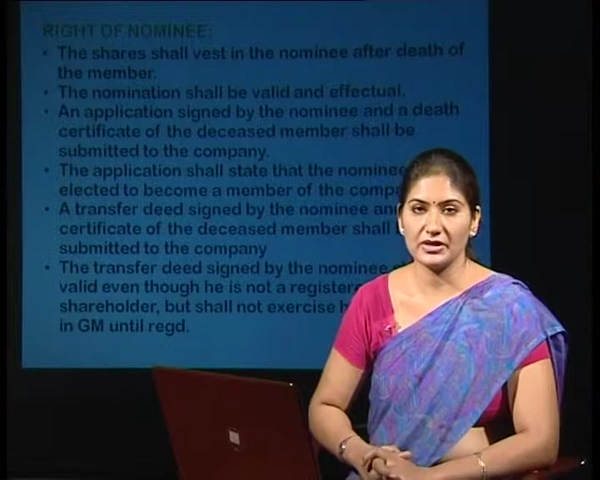 RIGHT OF NOMINEE:
• The shares shall vest in the nominee after death of
the member.
• The nomination shall be valid and effectual.
• An application signed by the nominee and a death
certificate of the deceased member shall be
submitted to the company.
• The application shall state that the nominee
elected to become a member of the compa
• A transfer deed signed by the nominee an
certificate of the deceased member shall
submitted to the company
• The transfer deed signed by the nominee
valid even though he is not a register
shareholder, but shall not exercise
in GM until regd.